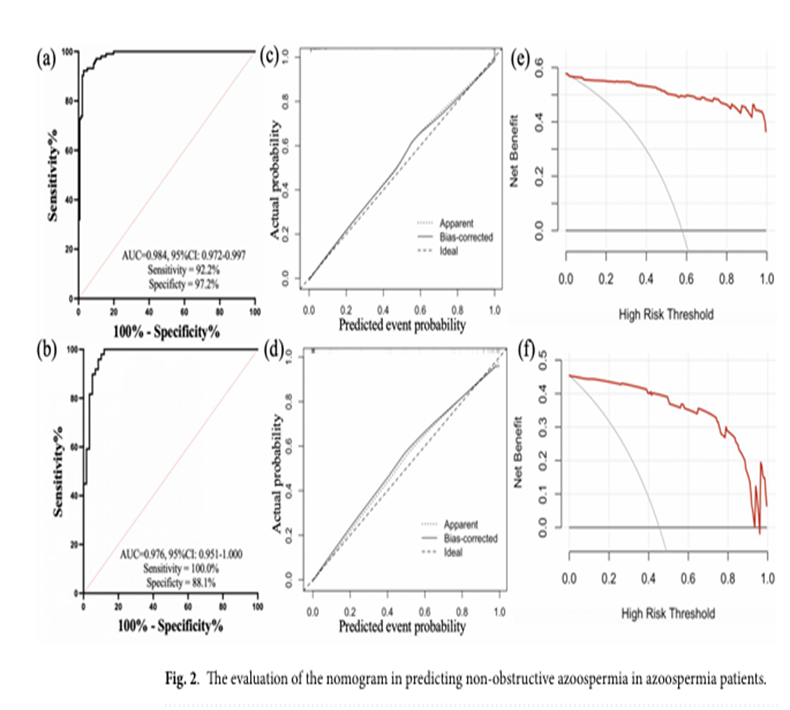 (a)
Sensitivity%
100
80
60
40
20
0
AUC=0.984, 95%CI: 0.972-0.997
Sensitivity = 92.2%
Specificty = 97.2%
0 20 40 60 80 100
100% - Specificity%
(c)
Actual probability
1.0
0.8
0.6
0.4
0.2
0.0
Apparent
Bias-corrected
Ideal
0.0 0.2 0.4 0.6 0.8 1.0
Predicted event probability
(e)
Net Benefit
0.6
0.4
0.2
0.0
0.0 0.2 0.4 0.6 0.8 1.0
High Risk Threshold
(b)
Sensitivity%
100
80
60
40
20
0
AUC=0.976, 95%CI: 0.951-1.000
Sensitivity = 100.0%
Specificty = 88.1%
0 20 40 60 80 100
100% - Specificity%
(d)
Actual probability
1.0
0.8
0.6
0.4
0.2
0.0
Apparent
Bias-corrected
Ideal
0.0 0.2 0.4 0.6 0.8 1.0
Predicted event probability
(f)
Net Benefit
0.5
0.4
0.3
0.2
0.1
0.0
0.0 0.2 0.4 0.6 0.8 1.0
High Risk Threshold
Fig. 2. The evaluation of the nomogram in predicting non-obstructive azoospermia in azoospermia patients.